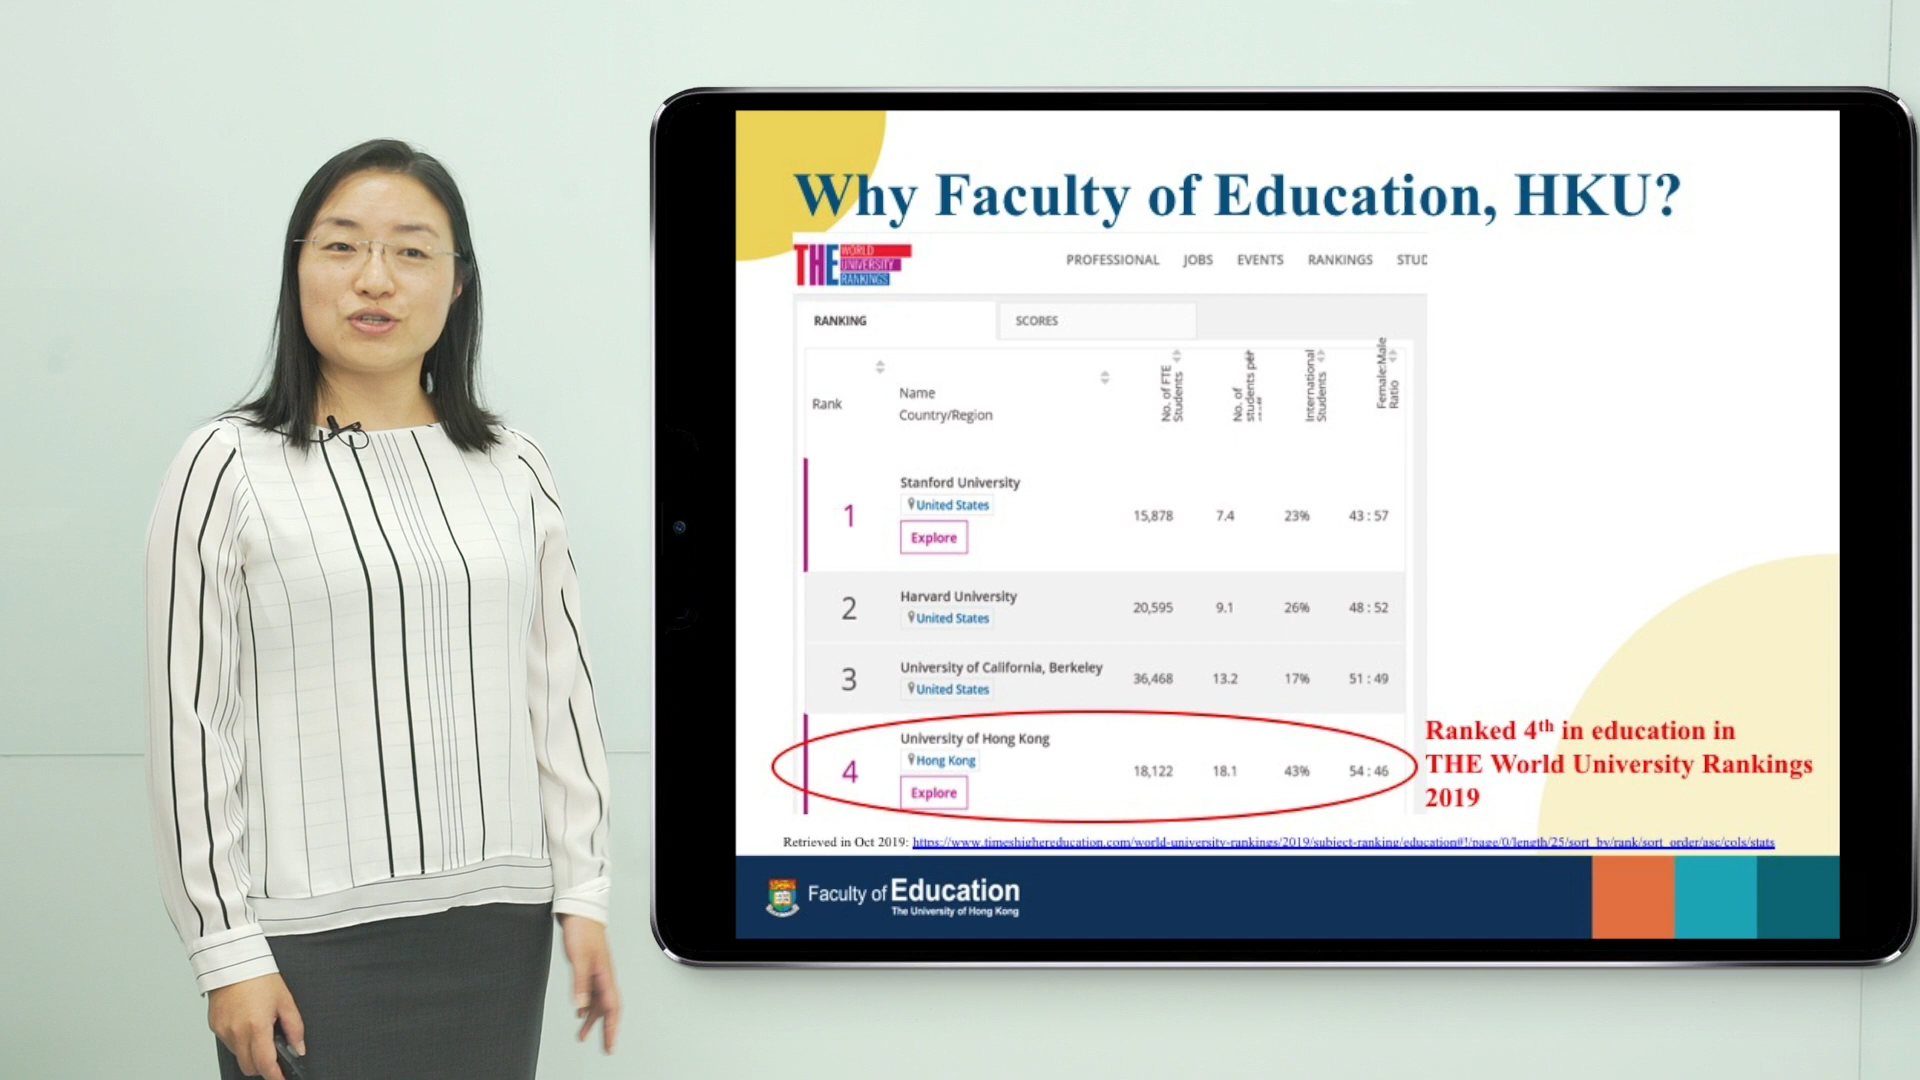 Why Faculty of Education, HKU?
THE WORLD UNIVERSITY RANKINGS
PROFESSIONAL JOBS EVENTS RANKINGS STUD
RANKING SCORES
Rank
Name
Country/Region
No. of FTE Students
No. of students per
International Students
Female:Male Ratio
Stanford University
1 United States 15,878 7.4 23% 43 : 57
Explore
Harvard University
2 United States 20,595 9.1 26% 48 : 52
University of California, Berkeley
3 United States 36,468 13.2 17% 51 : 49
University of Hong Kong
4 Hong Kong 18,122 18.1 43% 54 : 46
Explore
Ranked 4th in education in
THE World University Rankings
2019
Retrieved in Oct 2019: https://www.timeshighereducation.com/world-university-rankings/2019/subject-ranking/education#!/page/0/length/25/sort_by/rank/sort_order/asc/cols/stats
Faculty of Education
The University of Hong Kong